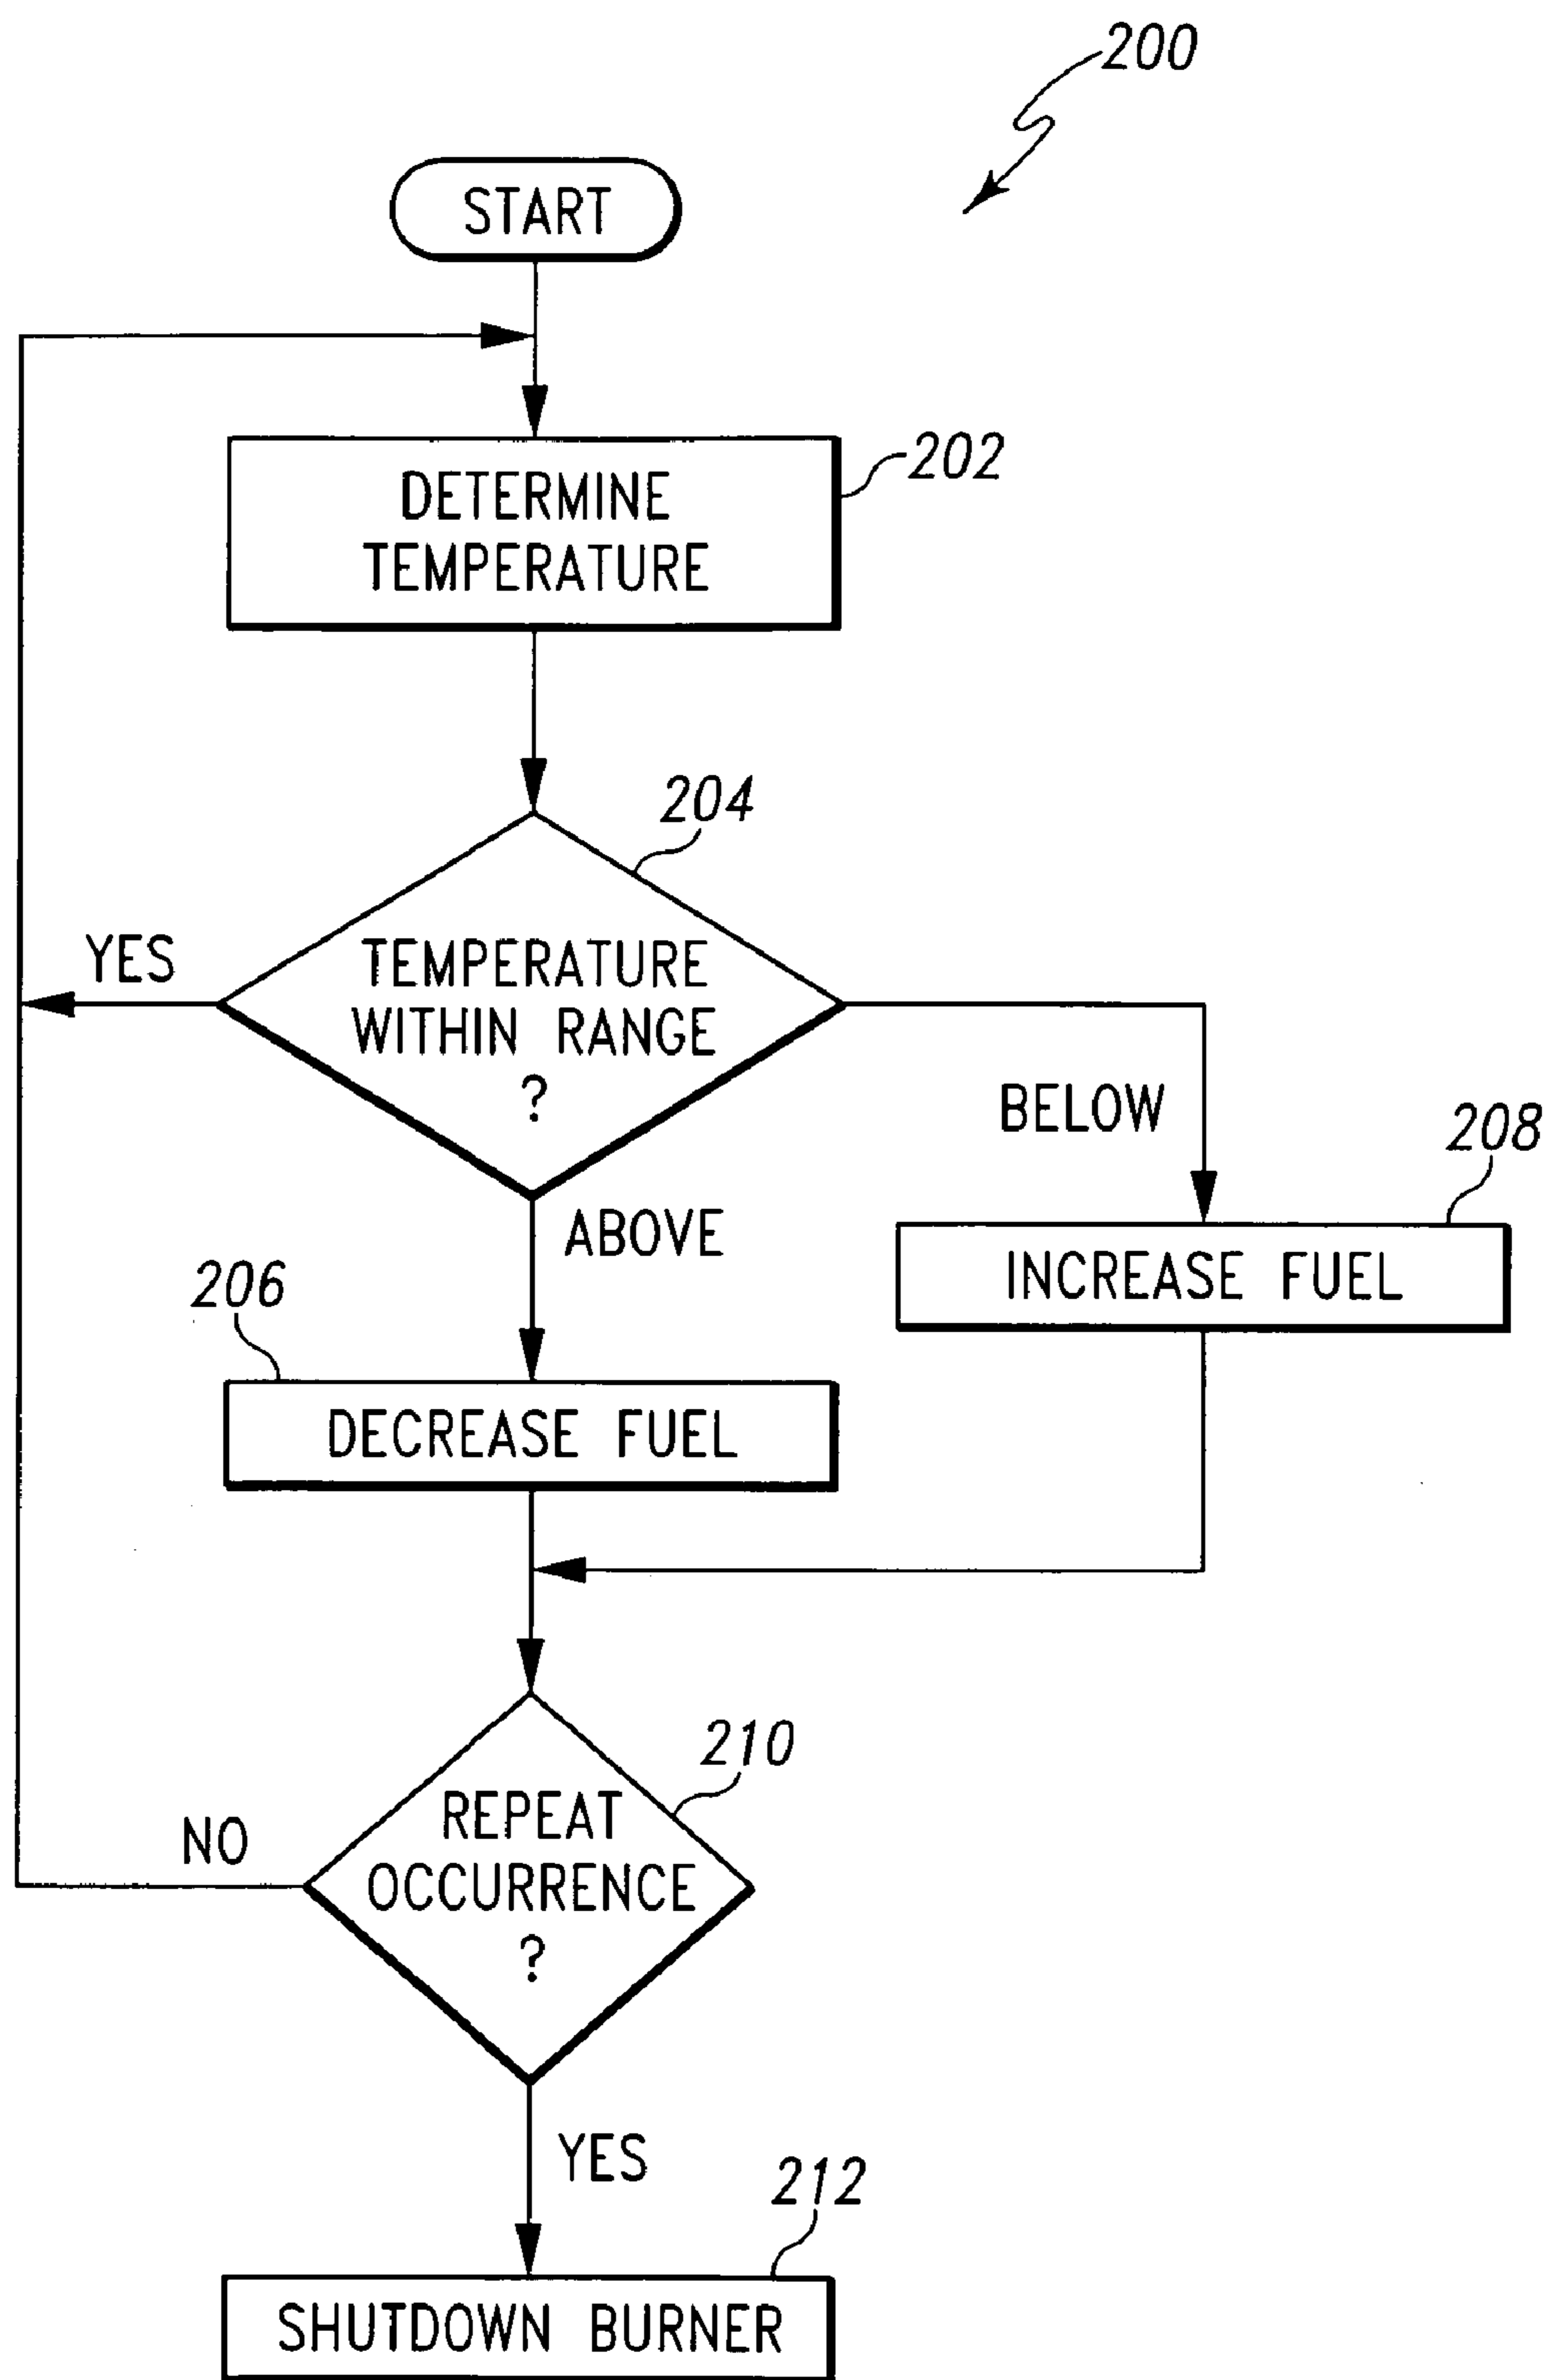 200
START
DETERMINE
TEMPERATURE
202
204
TEMPERATURE
WITHIN RANGE
?
YES
BELOW
208
INCREASE FUEL
ABOVE
206
DECREASE FUEL
210
REPEAT
OCCURRENCE
?
NO
YES
212
SHUTDOWN BURNER